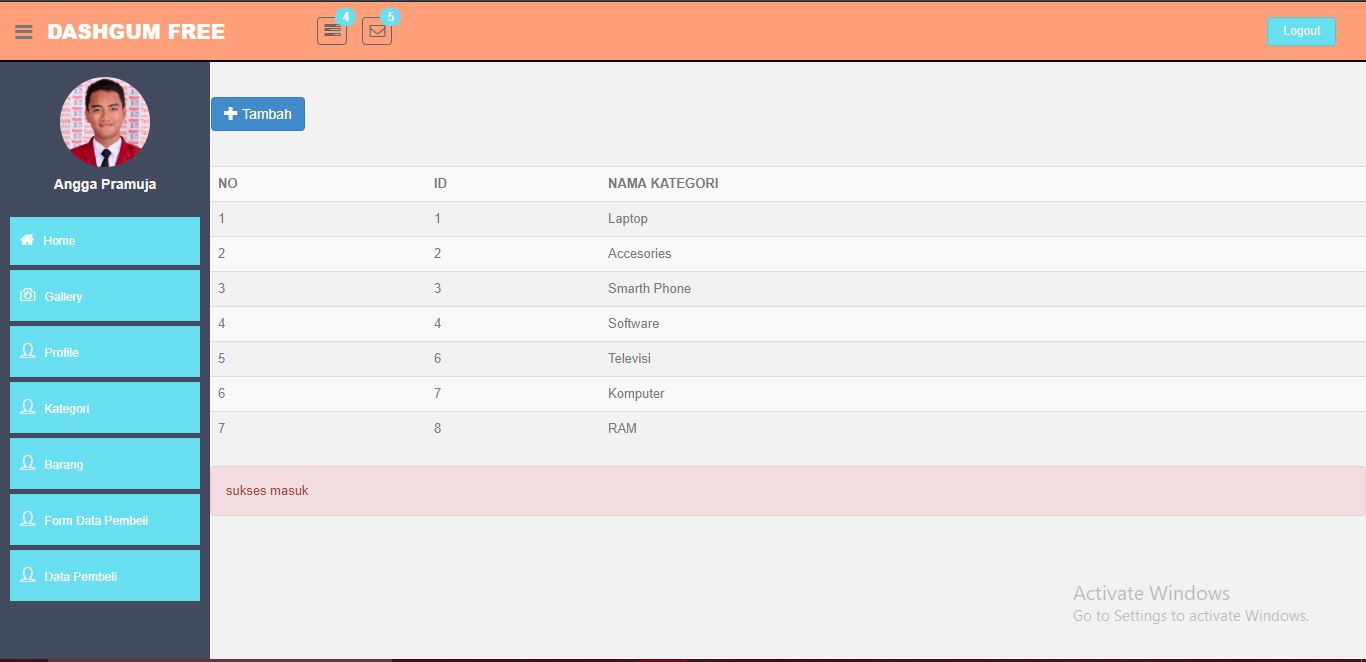 DASHGUM FREE 4 5 Logout
Angga Pramuja
Home
Gallery
Profile
Kategori
Barang
Form Data Pembeli
Data Pembeli
Tambah
NO ID NAMA KATEGORI
1 1 Laptop
2 2 Accesories
3 3 Smarth Phone
4 4 Software
5 6 Televisi
6 7 Komputer
7 8 RAM
sukses masuk
Activate Windows
Go to Settings to activate Windows.